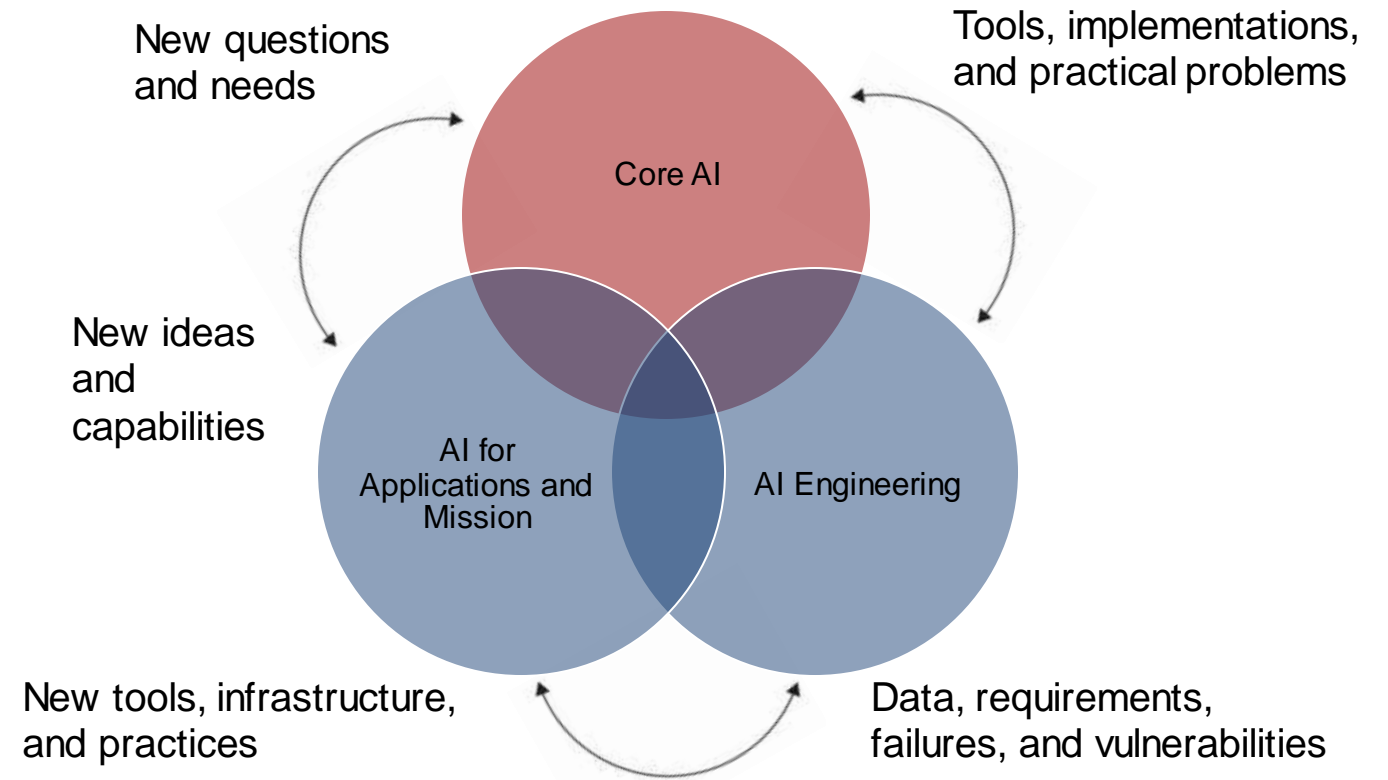 New questions
and needs
Tools, implementations,
and practical problems
Core AI
New ideas
and
capabilities
AI for
Applications and
Mission
AI Engineering
New tools, infrastructure,
and practices
Data, requirements,
failures, and vulnerabilities